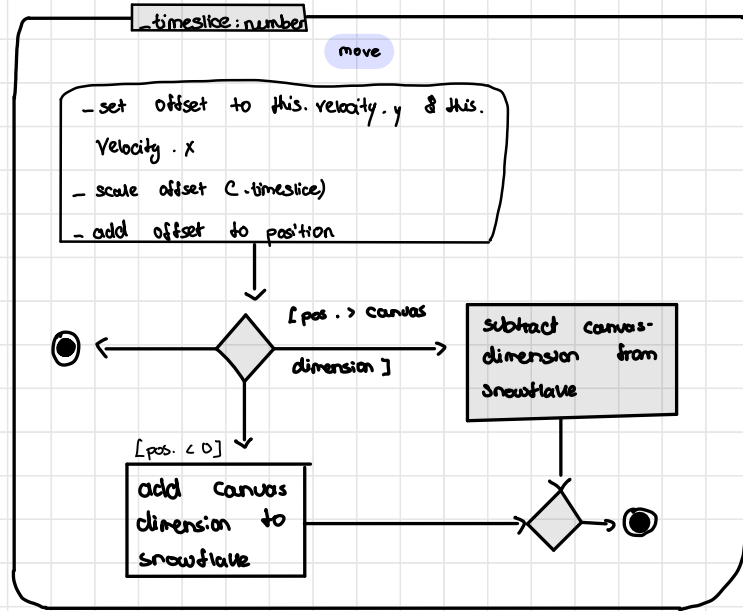 _timeslice: number
move
- set offset to this.velocity.y & this.
Velocity.x
- scale offset (_timeslice)
- add offset to position
[pos. > canvas
dimension]
subtract canvas-
dimension from
snowflake
[pos. < 0]
add canvas
dimension to
snowflake